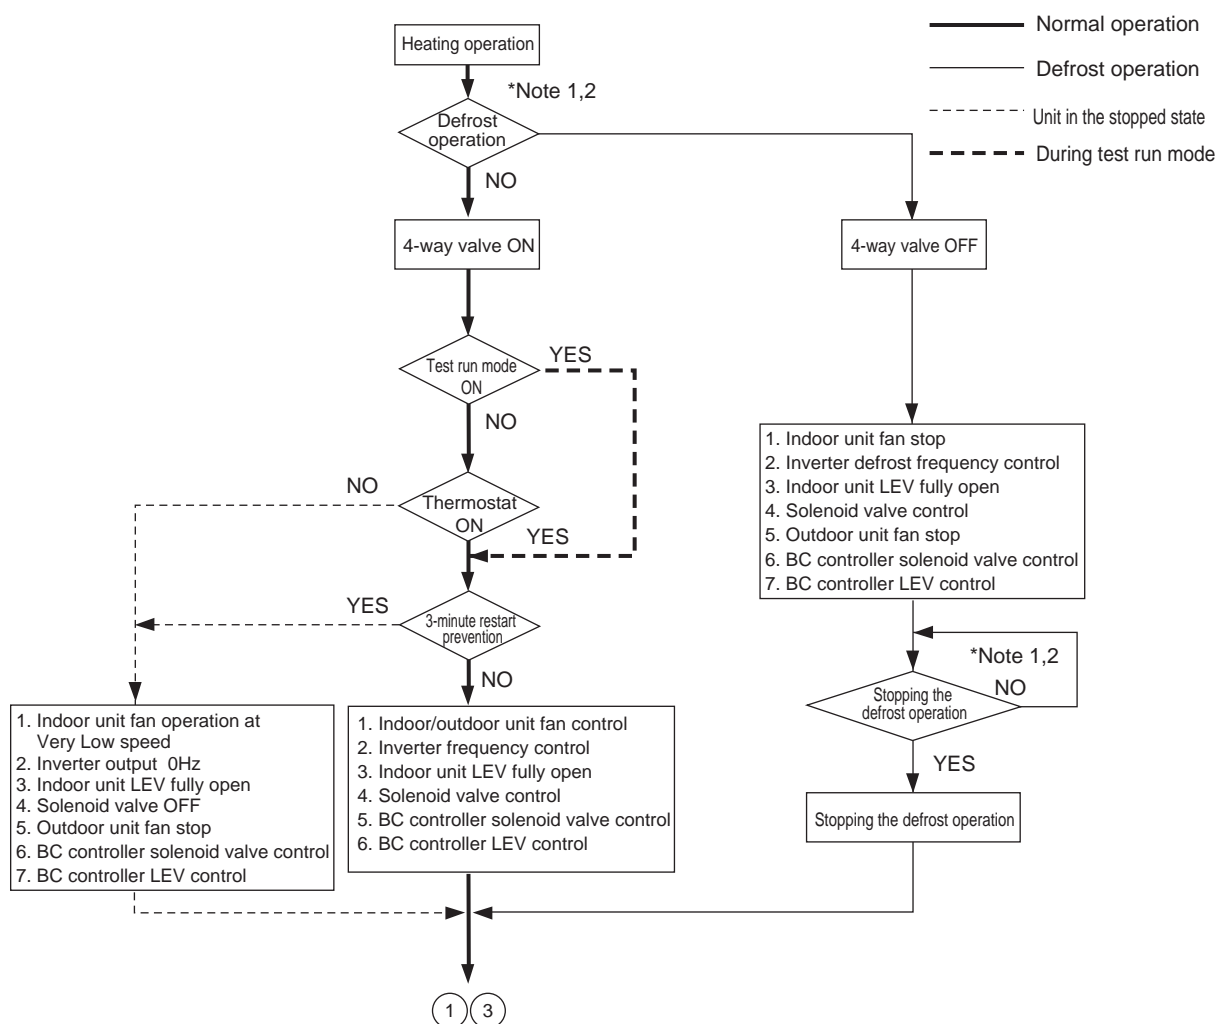 Normal operation
Heating operation
Defrost operation
*Note 1,2
Unit in the stopped state
Defrost
operation
During test run mode
NO
4-way valve ON
4-way valve OFF
YES
Test run mode
ON
NO
1. Indoor unit fan stop
2. Inverter defrost frequency control
3. Indoor unit LEV fully open
4. Solenoid valve control
5. Outdoor unit fan stop
6. BC controller solenoid valve control
7. BC controller LEV control
NO
Thermostat
ON
YES
YES
3-minute restart
prevention
*Note 1,2
NO
NO
Stopping the
defrost operation
1. Indoor unit fan operation at
Very Low speed
2. Inverter output 0Hz
3. Indoor unit LEV fully open
4. Solenoid valve OFF
5. Outdoor unit fan stop
6. BC controller solenoid valve control
7. BC controller LEV control
1. Indoor/outdoor unit fan control
2. Inverter frequency control
3. Indoor unit LEV fully open
4. Solenoid valve control
5. BC controller solenoid valve control
6. BC controller LEV control
YES
Stopping the defrost operation
1 3